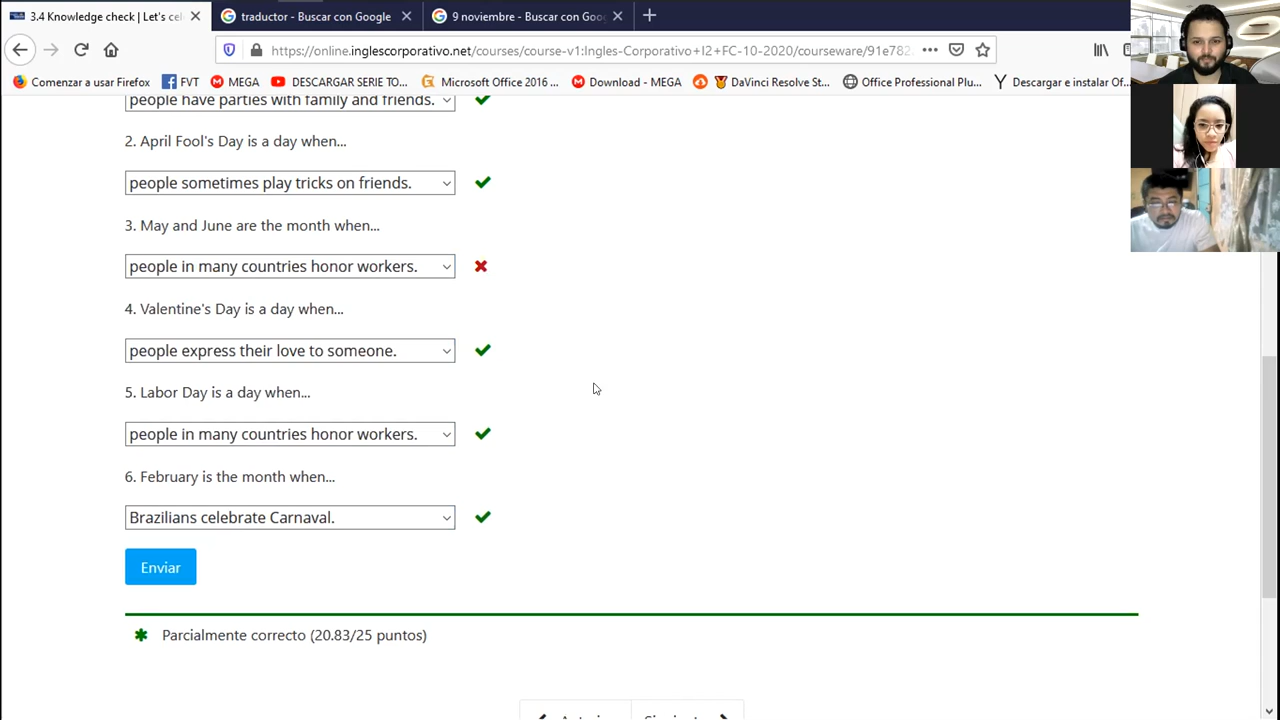 3.4 Knowledge check | Let's cel
traductor - Buscar con Google
9 noviembre - Buscar con Goog
https://online.inglescorporativo.net/courses/course-v1:Ingles-Corporativo+I2+FC-10-2020/courseware/91e782
Comenzar a usar Firefox
FVT
MEGA
DESCARGAR SERIE TO...
Microsoft Office 2016 ...
Download - MEGA
DaVinci Resolve St...
Office Professional Plu...
Descargar e instalar Of...
people have parties with family and friends.
2. April Fool's Day is a day when...
people sometimes play tricks on friends.
3. May and June are the month when...
people in many countries honor workers.
4. Valentine's Day is a day when...
people express their love to someone.
5. Labor Day is a day when...
people in many countries honor workers.
6. February is the month when...
Brazilians celebrate Carnaval.
Enviar
Parcialmente correcto (20.83/25 puntos)